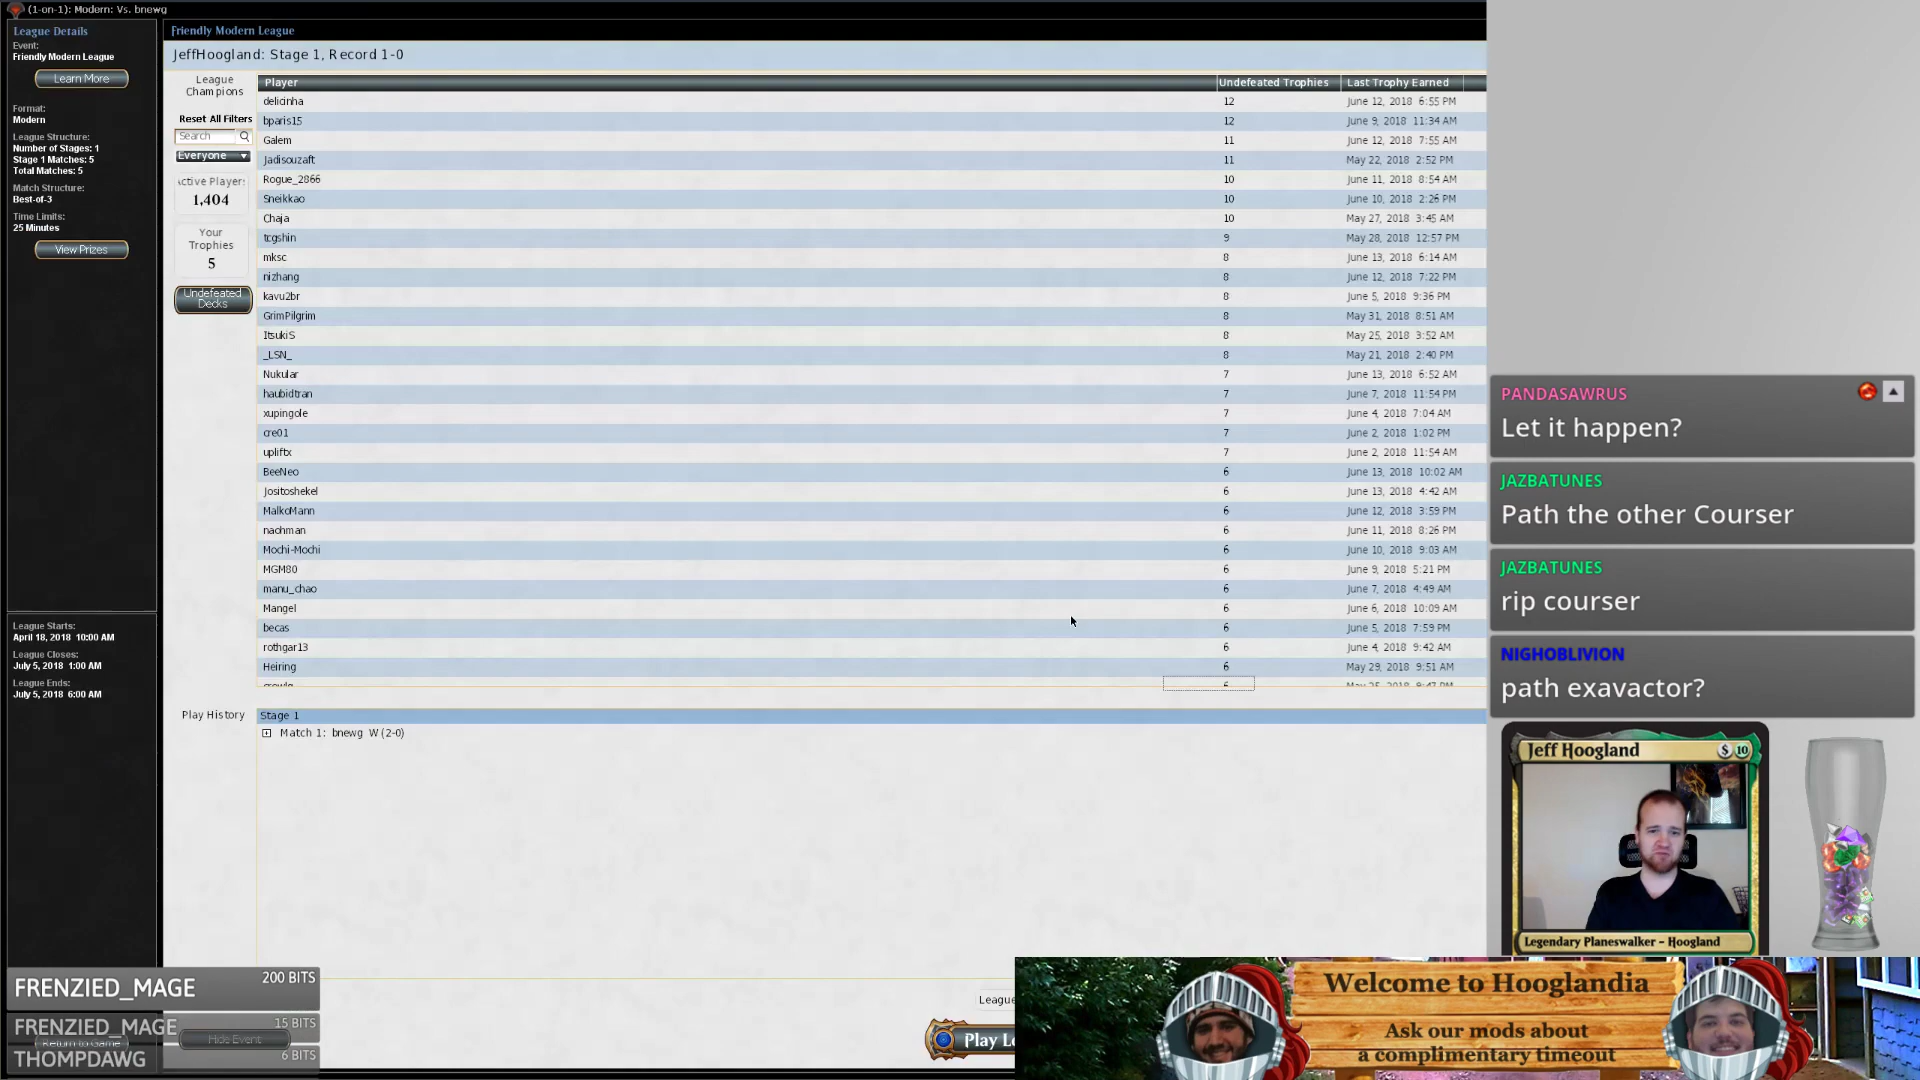 (1-on-1): Modern: Vs. bnewg
League Details
Event:
Friendly Modern League
Learn More
Format:
Modern
League Structure:
Number of Stages: 1
Stage 1 Matches: 5
Total Matches: 5
Match Structure:
Best-of-3
Time Limits:
25 Minutes
View Prizes
League Starts:
April 18, 2018 10:00 AM
League Closes:
July 5, 2018 1:00 AM
League Ends:
July 5, 2018 6:00 AM
Friendly Modern League
JeffHoogland: Stage 1, Record 1-0
League
Champions
Reset All Filters
Search
Everyone
Active Players
1,404
Your
Trophies
5
Undefeated
Decks
Player Undefeated Trophies Last Trophy Earned
delicinha 12 June 12, 2018 6:55 PM
bparis15 12 June 9, 2018 11:34 AM
Galem 11 June 12, 2018 7:55 AM
Jadisouzaft 11 May 22, 2018 2:52 PM
Rogue_2866 10 June 11, 2018 8:54 AM
Sneikkao 10 June 10, 2018 2:26 PM
Chaja 10 May 27, 2018 3:45 AM
tcgshin 9 May 28, 2018 12:57 PM
mksc 8 June 13, 2018 6:14 AM
nizhang 8 June 12, 2018 7:22 PM
kavu2br 8 June 5, 2018 9:36 PM
GrimPilgrim 8 May 31, 2018 8:51 AM
ItsukiS 8 May 25, 2018 3:52 AM
_LSN_ 8 May 21, 2018 2:40 PM
Nukular 7 June 13, 2018 6:52 AM
haubidtran 7 June 7, 2018 11:54 PM
xupingole 7 June 4, 2018 7:04 AM
cre01 7 June 2, 2018 1:02 PM
upliftx 7 June 2, 2018 11:54 AM
BeeNeo 6 June 13, 2018 10:02 AM
Jositoshekel 6 June 13, 2018 4:42 AM
MalkoMann 6 June 12, 2018 3:59 PM
nachman 6 June 11, 2018 8:26 PM
Mochi-Mochi 6 June 10, 2018 9:03 AM
MGM80 6 June 9, 2018 5:21 PM
manu_chao 6 June 7, 2018 4:49 AM
Mangel 6 June 6, 2018 10:09 AM
becas 6 June 5, 2018 7:59 PM
rothgar13 6 June 4, 2018 9:42 AM
Heiring 6 May 29, 2018 9:51 AM
6 May 25, 2018 9:47 PM
Play History
Stage 1
Match 1: bnewg W (2-0)
League
Play Le
FRENZIED_MAGE 200 BITS
FRENZIED_MAGE 15 BITS
Hide Event
Return to Game
THOMPDAWG 6 BITS
PANDASAWRUS
Let it happen?
JAZBATUNES
Path the other Courser
JAZBATUNES
rip courser
NIGHOBLIVION
path exavactor?
Jeff Hoogland $ 10
Legendary Planeswalker - Hoogland
Welcome to Hooglandia
Ask our mods about
a complimentary timeout